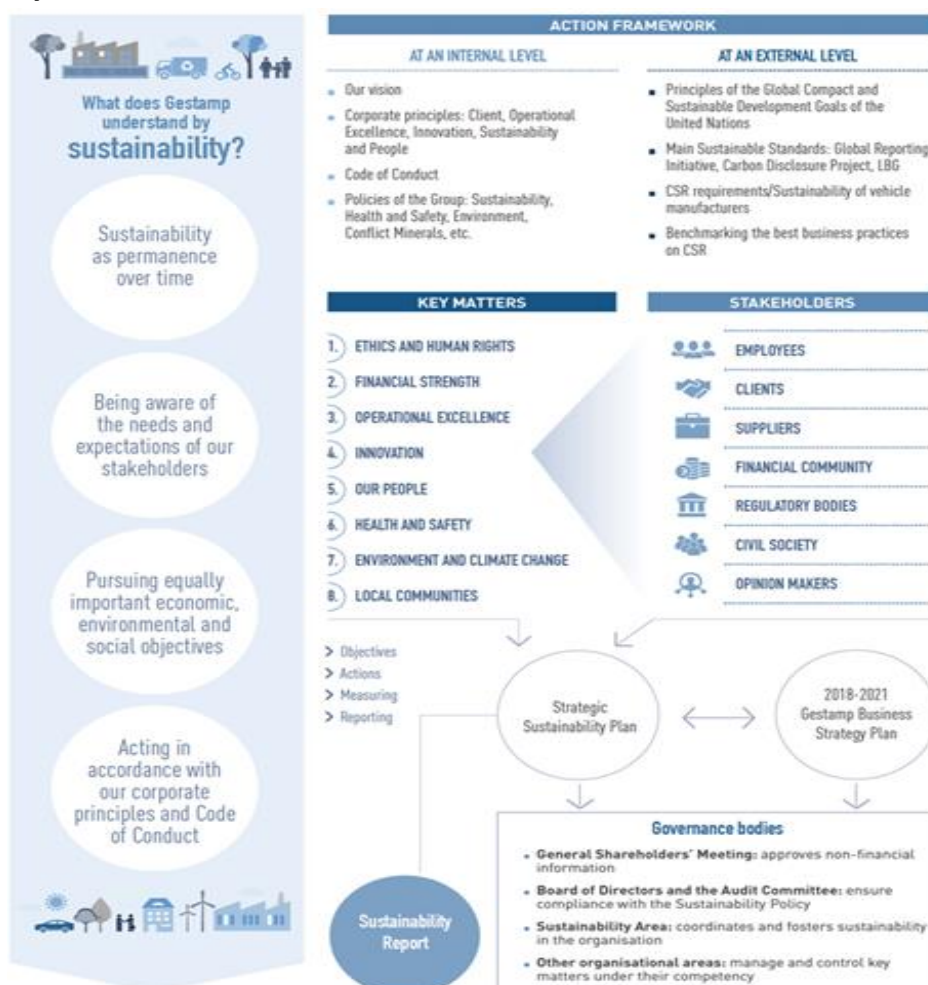 What does Gestamp
understand by
sustainability?
Sustainability
as permanence
over time
Being aware of
the needs and
expectations of our
stakeholders
Pursuing equally
important economic,
environmental and
social objectives
Acting in
accordance with
our corporate
principles and Code
of Conduct
ACTION FRAMEWORK
AT AN INTERNAL LEVEL
Our vision
Corporate principles: Client, Operational
Excellence, Innovation, Sustainability
and People
Code of Conduct
Policies of the Group: Sustainability,
Health and Safety, Environment,
Conflict Minerals, etc.
AT AN EXTERNAL LEVEL
Principles of the Global Compact and
Sustainable Development Goals of the
United Nations
Main Sustainable Standards: Global Reporting
Initiative, Carbon Disclosure Project, LBG
CSR requirements/Sustainability of vehicle
manufacturers
Benchmarking the best business practices
on CSR
KEY MATTERS
1. ETHICS AND HUMAN RIGHTS
2. FINANCIAL STRENGTH
3. OPERATIONAL EXCELLENCE
4. INNOVATION
5. OUR PEOPLE
6. HEALTH AND SAFETY
7. ENVIRONMENT AND CLIMATE CHANGE
8. LOCAL COMMUNITIES
STAKEHOLDERS
EMPLOYEES
CLIENTS
SUPPLIERS
FINANCIAL COMMUNITY
REGULATORY BODIES
CIVIL SOCIETY
OPINION MAKERS
> Objectives
> Actions
> Measuring
> Reporting
Strategic
Sustainability Plan
2018-2021
Gestamp Business
Strategy Plan
Sustainability
Report
Governance bodies
General Shareholders' Meeting: approves non-financial
information
Board of Directors and the Audit Committee: ensure
compliance with the Sustainability Policy
Sustainability Area: coordinates and fosters sustainability
in the organisation
Other organisational areas: manage and control key
matters under their competency